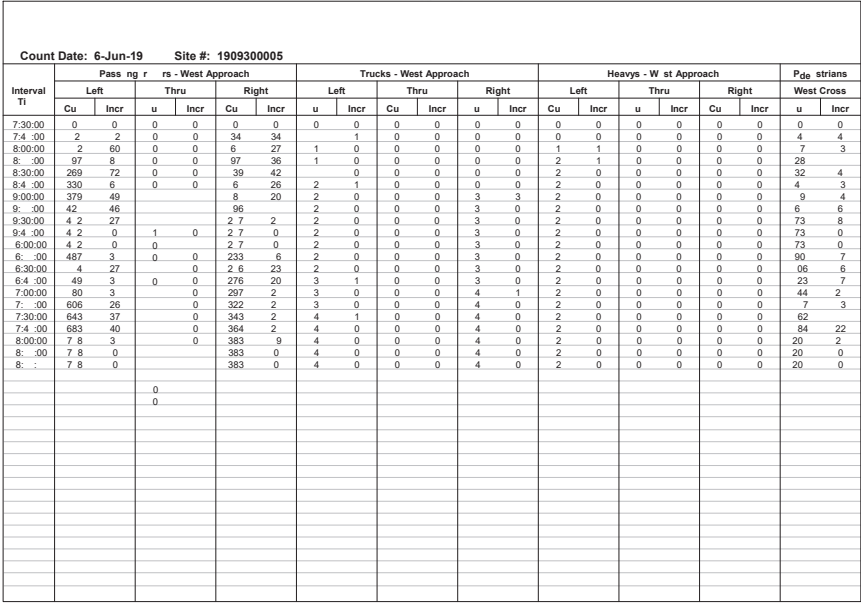 Count Date: 6-Jun-19 Site #: 1909300005
Pass ng r rs - West Approach Trucks - West Approach Heavys - W st Approach Pde strians
Interval Left Thru Right Left Thru Right Left Thru Right West Cross
Ti Cu Incr u Incr Cu Incr u Incr Cu Incr u Incr Cu Incr u Incr Cu Incr u Incr
7:30:00 0 0 0 0 0 0 0 0 0 0 0 0 0 0 0 0 0 0 0 0
7:4 :00 2 2 0 0 34 34 1 0 0 0 0 0 0 0 0 0 0 4 4
8:00:00 2 60 0 0 6 27 1 0 0 0 0 0 1 1 0 0 0 0 7 3
8: :00 97 8 0 0 97 36 1 0 0 0 0 0 2 1 0 0 0 0 28
8:30:00 269 72 0 0 39 42 0 0 0 0 0 2 0 0 0 0 0 32 4
8:4 :00 330 6 0 0 6 26 2 1 0 0 0 0 2 0 0 0 0 0 4 3
9:00:00 379 49 8 20 2 0 0 0 3 3 2 0 0 0 0 0 9 4
9: :00 42 46 96 2 0 0 0 3 0 2 0 0 0 0 0 6 6
9:30:00 4 2 27 2 7 2 2 0 0 0 3 0 2 0 0 0 0 0 73 8
9:4 :00 4 2 0 1 0 2 7 0 2 0 0 0 3 0 2 0 0 0 0 0 73 0
6:00:00 4 2 0 0 2 7 0 2 0 0 0 3 0 2 0 0 0 0 0 73 0
6: :00 487 3 0 0 233 6 2 0 0 0 3 0 2 0 0 0 0 0 90 7
6:30:00 4 27 0 2 6 23 2 0 0 0 3 0 2 0 0 0 0 0 06 6
6:4 :00 49 3 0 0 276 20 3 1 0 0 3 0 2 0 0 0 0 0 23 7
7:00:00 80 3 0 297 2 3 0 0 0 4 1 2 0 0 0 0 0 44 2
7: :00 606 26 0 322 2 3 0 0 0 4 0 2 0 0 0 0 0 7 3
7:30:00 643 37 0 343 2 4 1 0 0 4 0 2 0 0 0 0 0 62
7:4 :00 683 40 0 364 2 4 0 0 0 4 0 2 0 0 0 0 0 84 22
8:00:00 7 8 3 0 383 9 4 0 0 0 4 0 2 0 0 0 0 0 20 2
8: :00 7 8 0 383 0 4 0 0 0 4 0 2 0 0 0 0 0 20 0
8: : 7 8 0 383 0 4 0 0 0 4 0 2 0 0 0 0 0 20 0
0
0